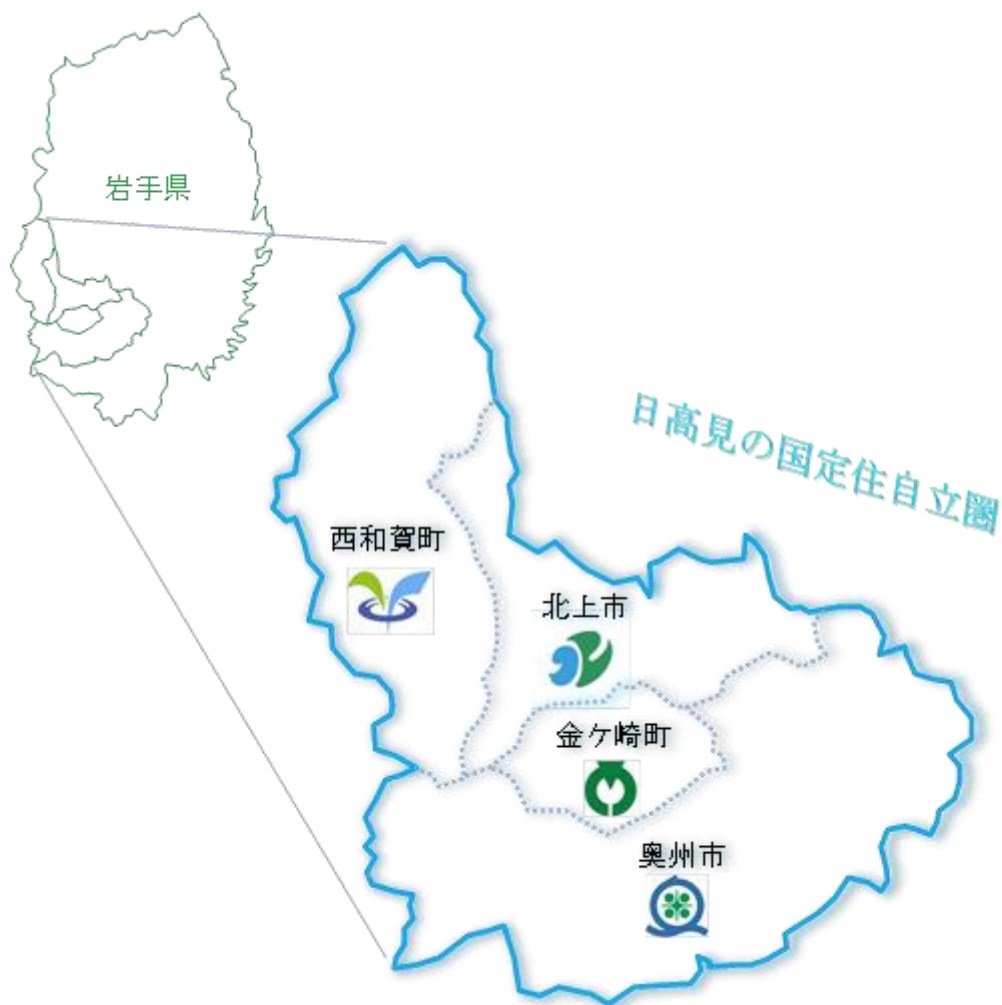 岩手県
日高見の国定住自立圏
西和賀町
北上市
金ケ崎町
奥州市